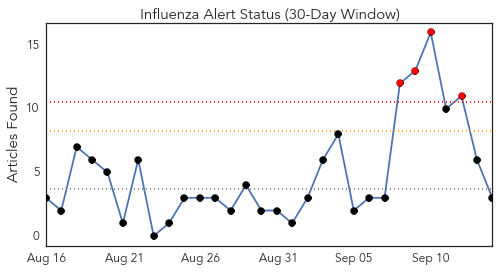 Influenza Alert Status (30-Day Window)
Articles Found
15
10
5
0
Aug 16 Aug 21 Aug 26 Aug 31 Sep 05 Sep 10